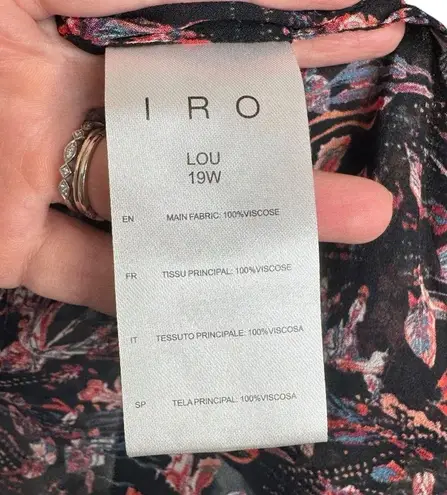 IRO
LOU
19W
EN MAIN FABRIC: 100%VISCOSE
FR TISSU PRINCIPAL: 100%VISCOSE
IT TESSUTO PRINCIPALE: 100%VISCOSA
SP TELA PRINCIPAL: 100%VISCOSA